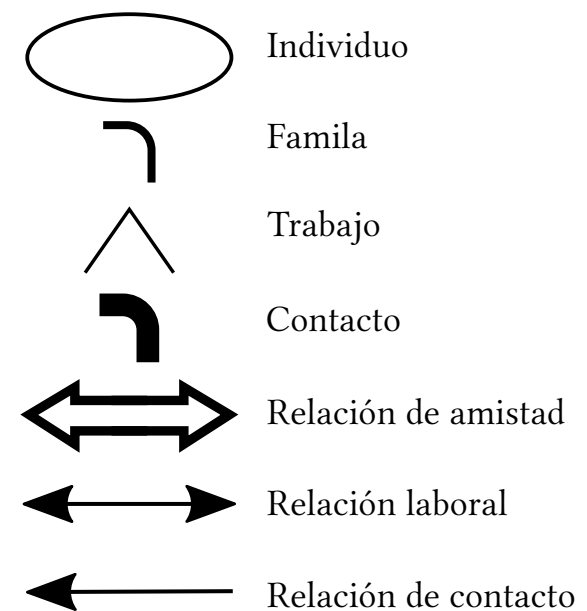 Individuo
Famila
Trabajo
Contacto
Relación de amistad
Relación laboral
Relación de contacto